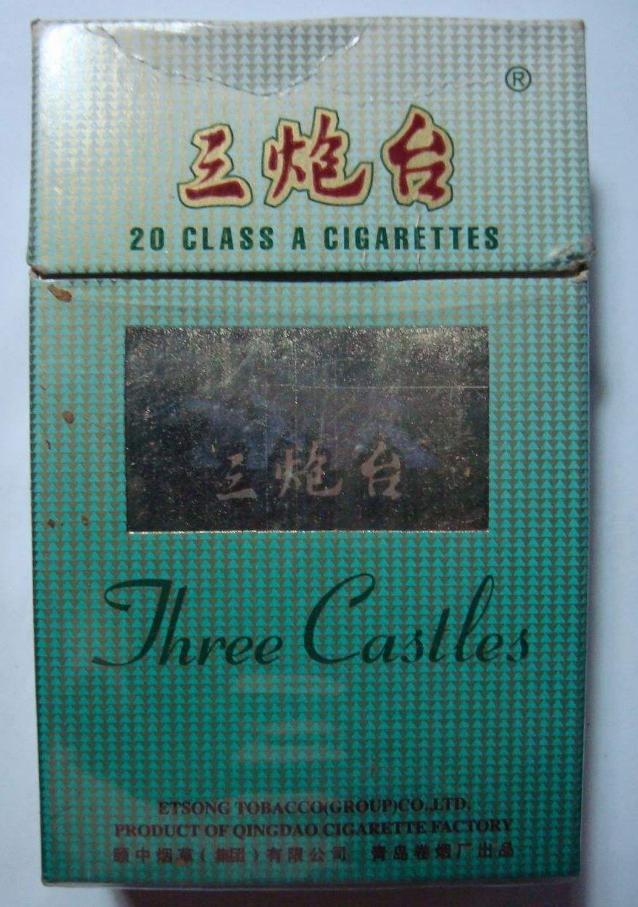 ®
三炮台
20 CLASS A CIGARETTES
三炮台
Three Castles
ETSONG TOBACCO(GROUP)CO.,LTD.
PRODUCT OF QINGDAO CIGARETTE FACTORY
颐中烟草(集团)有限公司 青岛卷烟厂出品